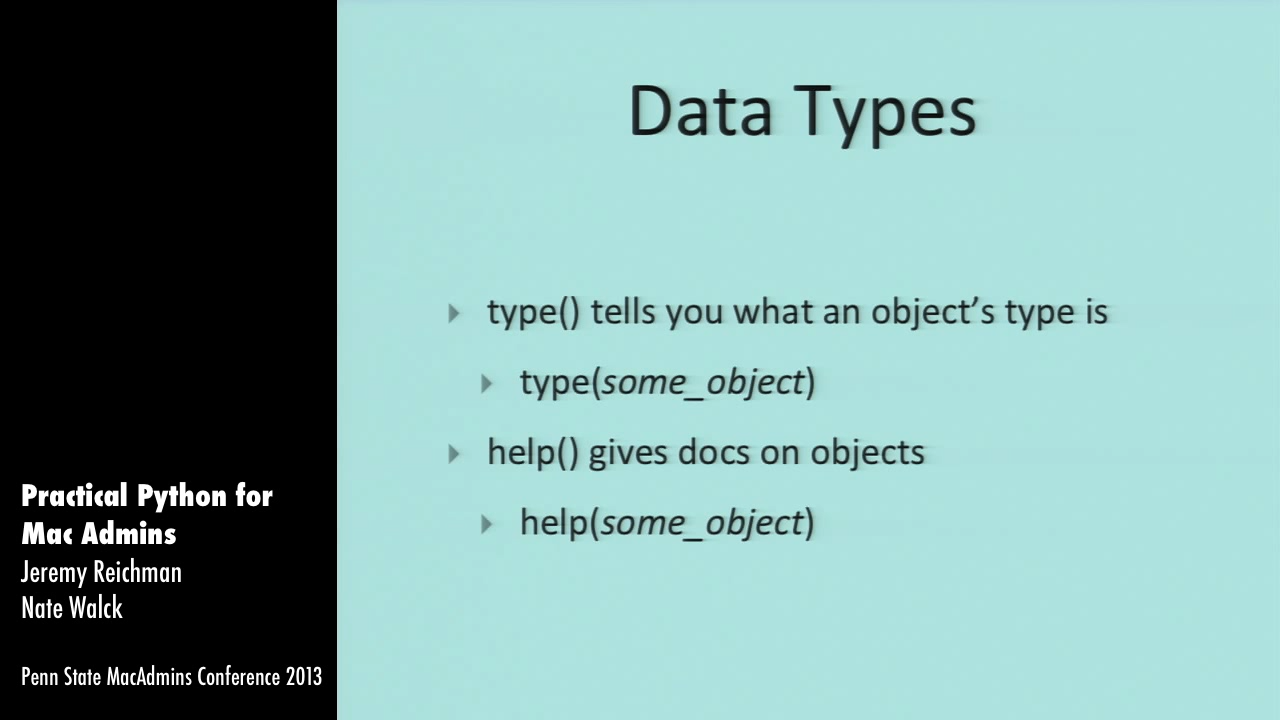 Data Types
type() tells you what an object’s type is
type(some_object)
help() gives docs on objects
help(some_object)
Practical Python for
Mac Admins
Jeremy Reichman
Nate Walck
Penn State MacAdmins Conference 2013